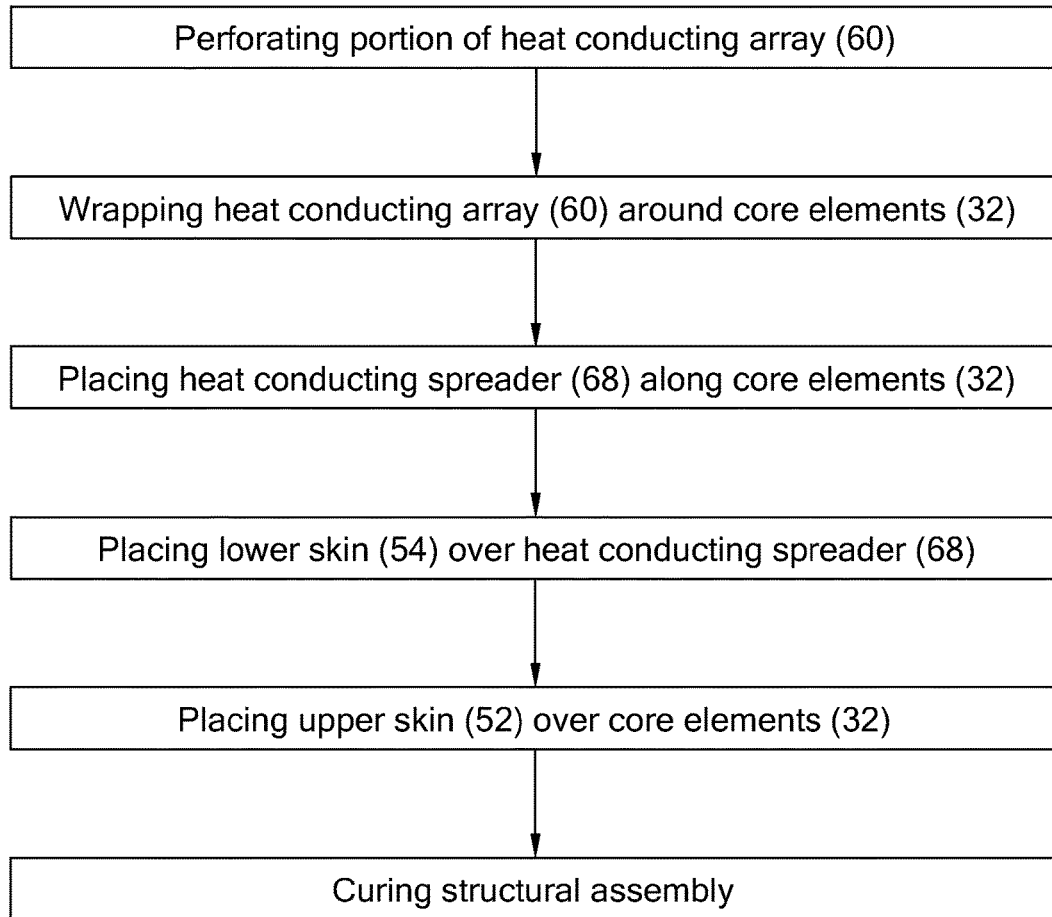 Perforating portion of heat conducting array (60)
Wrapping heat conducting array (60) around core elements (32)
Placing heat conducting spreader (68) along core elements (32)
Placing lower skin (54) over heat conducting spreader (68)
Placing upper skin (52) over core elements (32)
Curing structural assembly